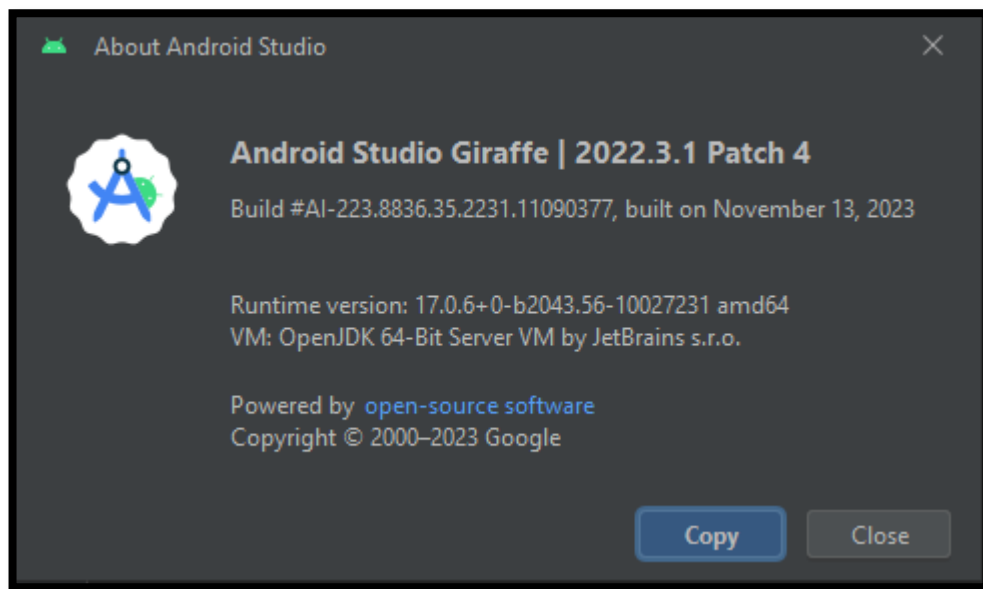 About Android Studio
Android Studio Giraffe | 2022.3.1 Patch 4
Build #AI-223.8836.35.2231.11090377, built on November 13, 2023
Runtime version: 17.0.6+0-b2043.56-10027231 amd64
VM: OpenJDK 64-Bit Server VM by JetBrains s.r.o.
Powered by open-source software
Copyright © 2000–2023 Google
Copy Close